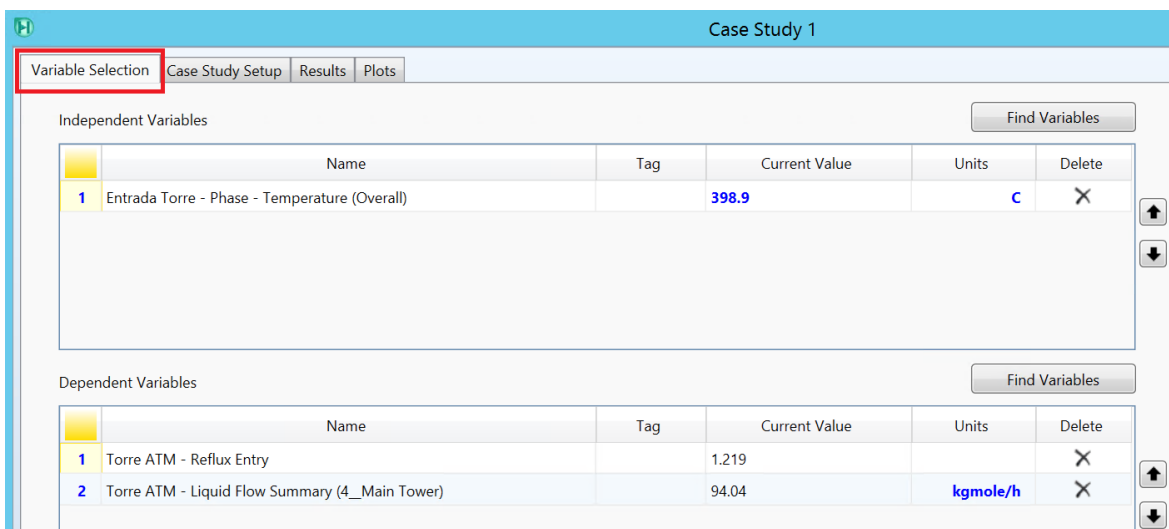 Case Study 1
Variable Selection Case Study Setup Results Plots
Independent Variables Find Variables
Name Tag Current Value Units Delete
1 Entrada Torre - Phase - Temperature (Overall) 398.9 C
Dependent Variables Find Variables
Name Tag Current Value Units Delete
1 Torre ATM - Reflux Entry 1.219
2 Torre ATM - Liquid Flow Summary (4__Main Tower) 94.04 kgmole/h